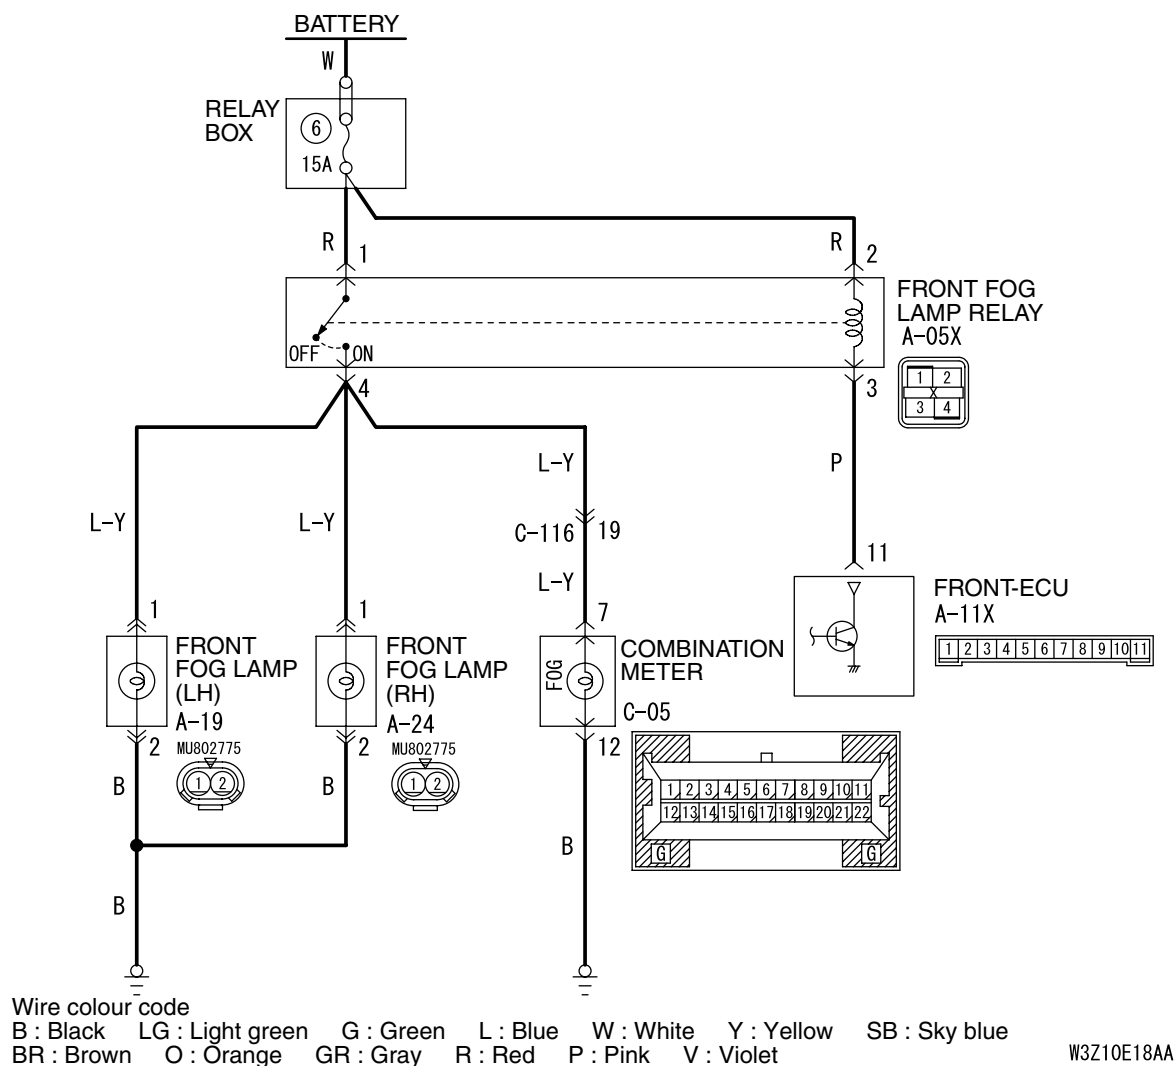 BATTERY
W
RELAY
BOX
6
15A
R
1
R
2
FRONT FOG
LAMP RELAY
A-05X
OFF
ON
1 2
X
3 4
4
3
L-Y
P
L-Y
L-Y
C-116
19
11
L-Y
FRONT-ECU
A-11X
1 2 3 4 5 6 7 8 9 10 11
1
1
7
FRONT
FOG LAMP
(LH)
A-19
MU802775
1 2
FRONT
FOG LAMP
(RH)
A-24
MU802775
1 2
FOG
COMBINATION
METER
C-05
2
2
12
1 2 3 4 5 6 7 8 9 10 11
12 13 14 15 16 17 18 19 20 21 22
G G
B
B
B
B
Wire colour code
B : Black LG : Light green G : Green L : Blue W : White Y : Yellow SB : Sky blue
BR : Brown O : Orange GR : Gray R : Red P : Pink V : Violet
W3Z10E18AA